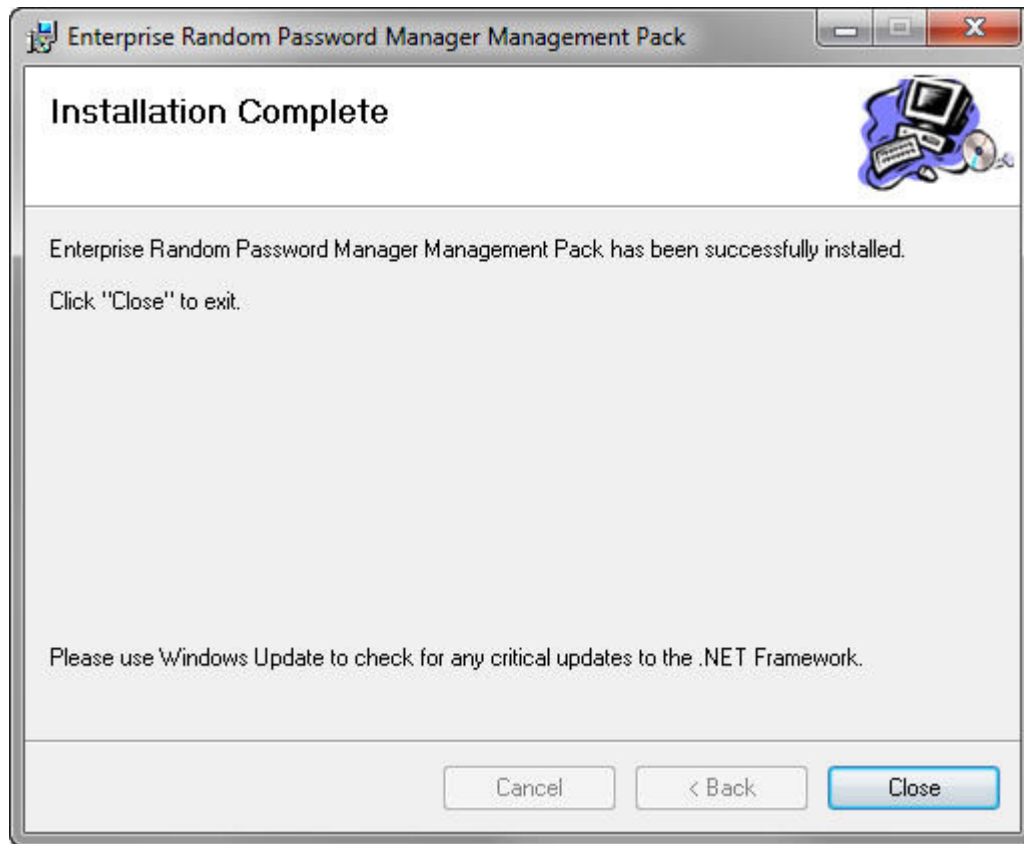 Enterprise Random Password Manager Management Pack
Installation Complete
Enterprise Random Password Manager Management Pack has been successfully installed.
Click "Close" to exit.
Please use Windows Update to check for any critical updates to the .NET Framework.
Cancel
< Back
Close